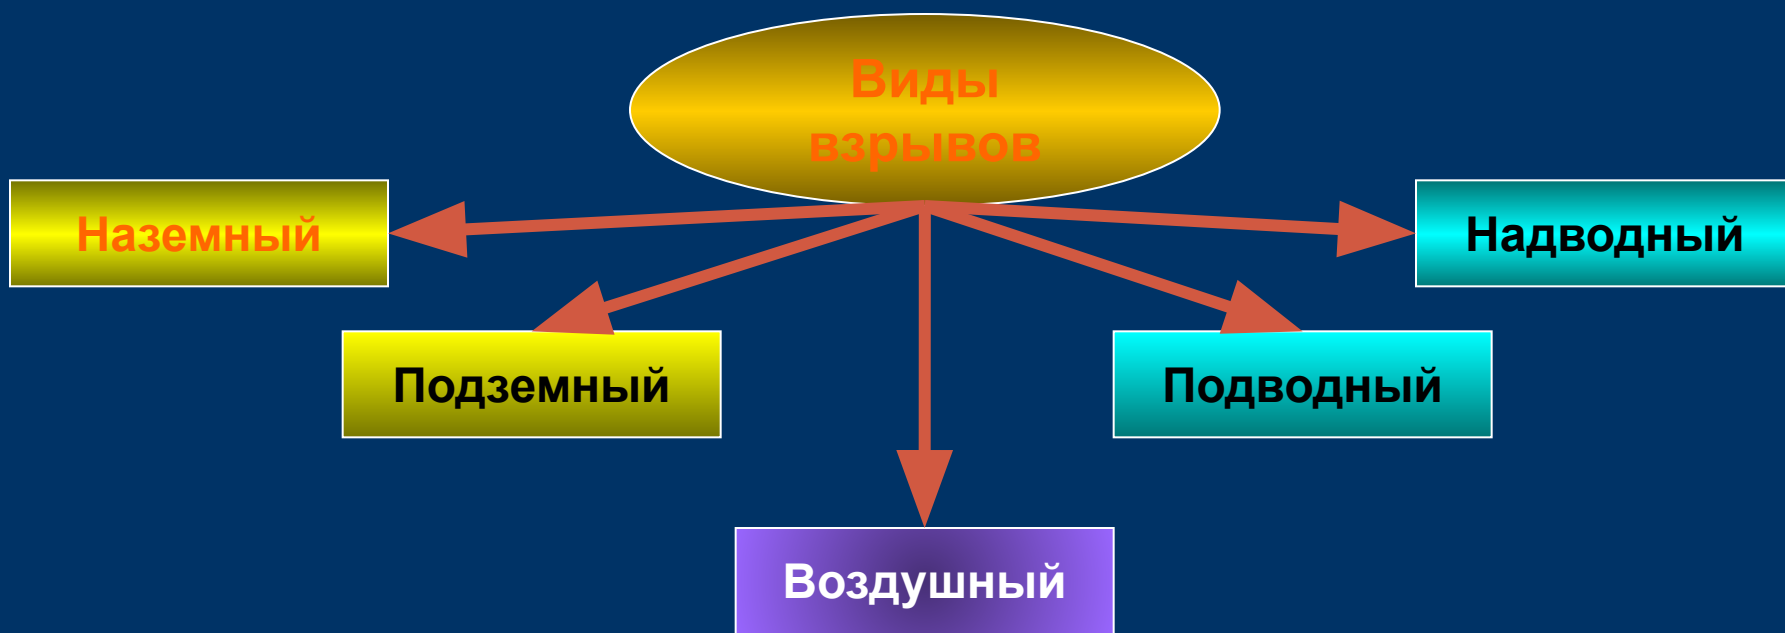 Виды
взрывов
Наземный
Надводный
Подземный
Подводный
Воздушный